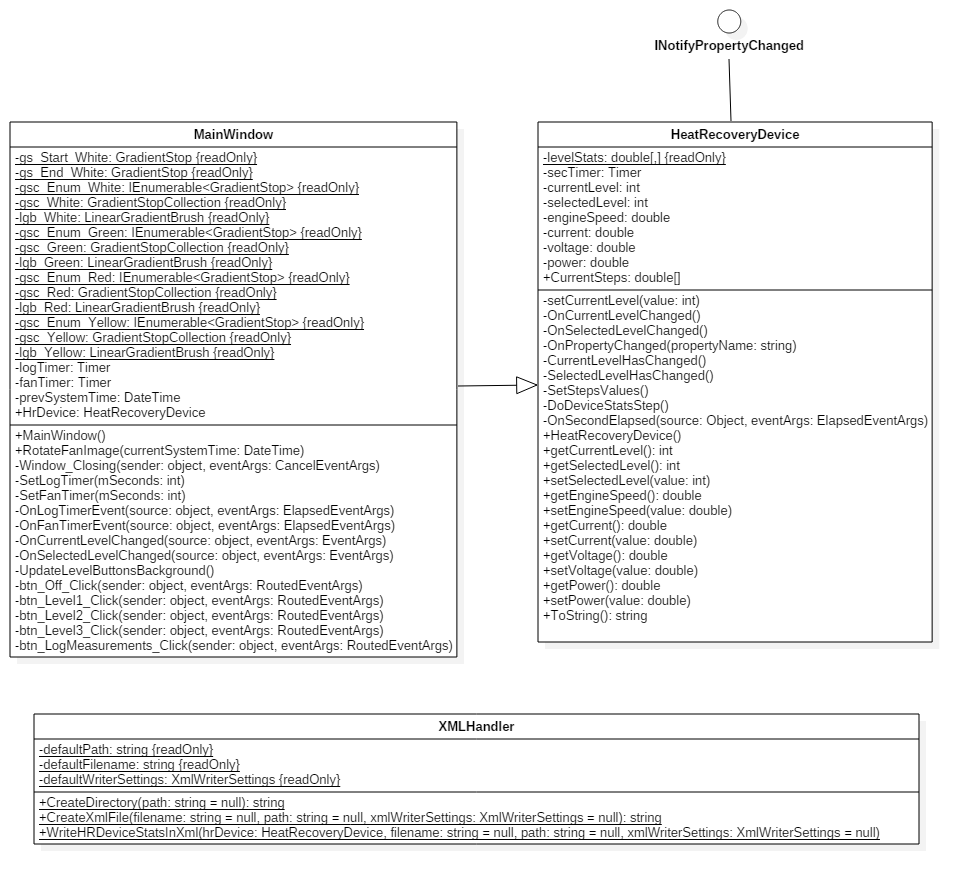 INotifyPropertyChanged
MainWindow
-gs_Start_White: GradientStop {readOnly}
-gs_End_White: GradientStop {readOnly}
-gsc_Enum_White: IEnumerable<GradientStop> {readOnly}
-gsc_White: GradientStopCollection {readOnly}
-lgb_White: LinearGradientBrush {readOnly}
-gsc_Enum_Green: IEnumerable<GradientStop> {readOnly}
-gsc_Green: GradientStopCollection {readOnly}
-lgb_Green: LinearGradientBrush {readOnly}
-gsc_Enum_Red: IEnumerable<GradientStop> {readOnly}
-gsc_Red: GradientStopCollection {readOnly}
-lgb_Red: LinearGradientBrush {readOnly}
-gsc_Enum_Yellow: IEnumerable<GradientStop> {readOnly}
-gsc_Yellow: GradientStopCollection {readOnly}
-lgb_Yellow: LinearGradientBrush {readOnly}
-logTimer: Timer
-fanTimer: Timer
-prevSystemTime: DateTime
+HrDevice: HeatRecoveryDevice
+MainWindow()
+RotateFanImage(currentSystemTime: DateTime)
-Window_Closing(sender: object, eventArgs: CancelEventArgs)
-SetLogTimer(mSeconds: int)
-SetFanTimer(mSeconds: int)
-OnLogTimerEvent(source: object, eventArgs: ElapsedEventArgs)
-OnFanTimerEvent(source: object, eventArgs: ElapsedEventArgs)
-OnCurrentLevelChanged(source: object, eventArgs: EventArgs)
-OnSelectedLevelChanged(source: object, eventArgs: EventArgs)
-UpdateLevelButtonsBackground()
-btn_Off_Click(sender: object, eventArgs: RoutedEventArgs)
-btn_Level1_Click(sender: object, eventArgs: RoutedEventArgs)
-btn_Level2_Click(sender: object, eventArgs: RoutedEventArgs)
-btn_Level3_Click(sender: object, eventArgs: RoutedEventArgs)
-btn_LogMeasurements_Click(sender: object, eventArgs: RoutedEventArgs)
HeatRecoveryDevice
-levelStats: double[,] {readOnly}
-secTimer: Timer
-currentLevel: int
-selectedLevel: int
-engineSpeed: double
-current: double
-voltage: double
-power: double
+CurrentSteps: double[]
-setCurrentLevel(value: int)
-OnCurrentLevelChanged()
-OnSelectedLevelChanged()
-OnPropertyChanged(propertyName: string)
-CurrentLevelHasChanged()
-SelectedLevelHasChanged()
-SetStepsValues()
-DoDeviceStatsStep()
-OnSecondElapsed(source: Object, eventArgs: ElapsedEventArgs)
+HeatRecoveryDevice()
+getCurrentLevel(): int
+getSelectedLevel(): int
+setSelectedLevel(value: int)
+getEngineSpeed(): double
+setEngineSpeed(value: double)
+getCurrent(): double
+setCurrent(value: double)
+getVoltage(): double
+setVoltage(value: double)
+getPower(): double
+setPower(value: double)
+ToString(): string
XMLHandler
-defaultPath: string {readOnly}
-defaultFilename: string {readOnly}
-defaultWriterSettings: XmlWriterSettings {readOnly}
+CreateDirectory(path: string = null): string
+CreateXmlFile(filename: string = null, path: string = null, xmlWriterSettings: XmlWriterSettings = null): string
+WriteHRDeviceStatsInXml(hrDevice: HeatRecoveryDevice, filename: string = null, path: string = null, xmlWriterSettings: XmlWriterSettings = null)